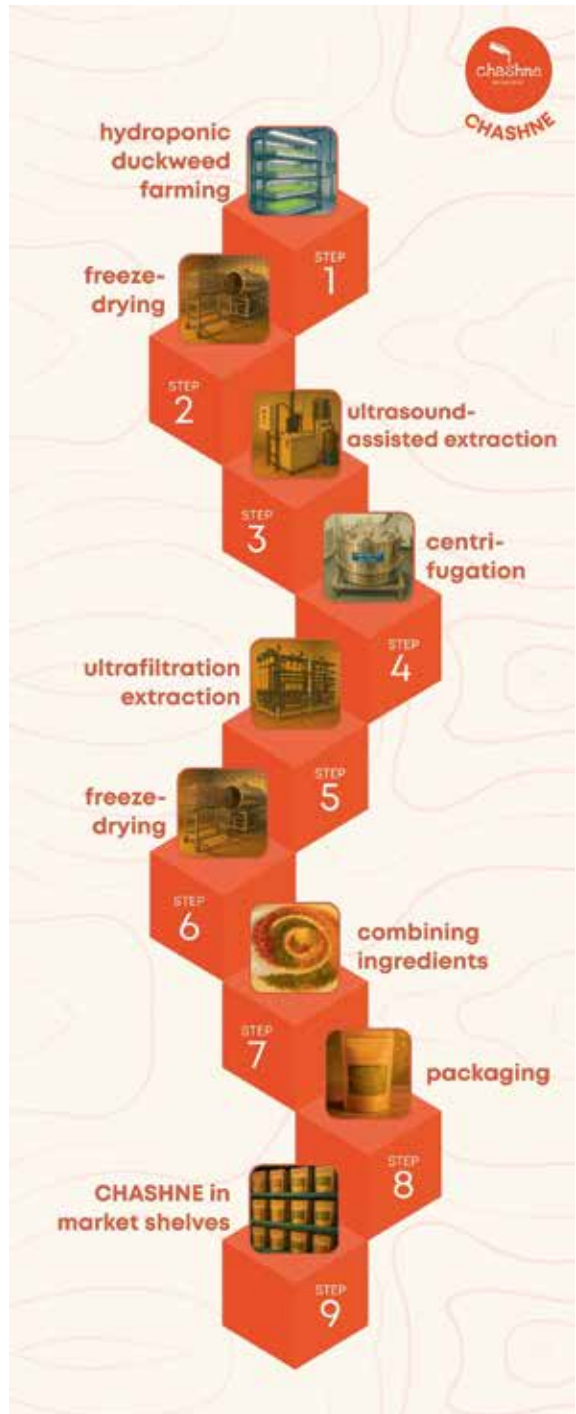 chashne
CHASHNE
hydroponic
duckweed
farming
STEP
1
freeze-
drying
STEP
2
ultrasound-
assisted extraction
STEP
3
centri-
fugation
STEP
4
ultrafiltration
extraction
STEP
5
freeze-
drying
STEP
6
combining
ingredients
STEP
7
packaging
STEP
8
CHASHNE in
market shelves
STEP
9